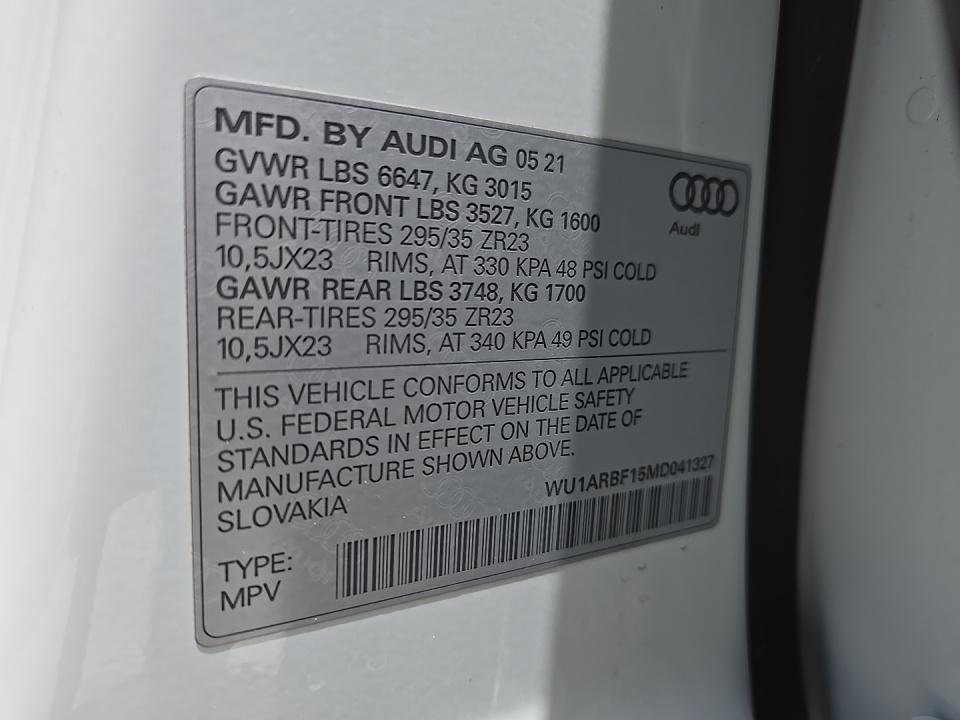 MFD. BY AUDI AG 05 21
GVWR LBS 6647, KG 3015
GAWR FRONT LBS 3527, KG 1600
FRONT-TIRES 295/35 ZR23
10,5JX23 RIMS, AT 330 KPA 48 PSI COLD
GAWR REAR LBS 3748, KG 1700
REAR-TIRES 295/35 ZR23
10,5JX23 RIMS, AT 340 KPA 49 PSI COLD
Audi
THIS VEHICLE CONFORMS TO ALL APPLICABLE
U.S. FEDERAL MOTOR VEHICLE SAFETY
STANDARDS IN EFFECT ON THE DATE OF
MANUFACTURE SHOWN ABOVE.
SLOVAKIA
WU1ARBF15MD041327
TYPE:
MPV